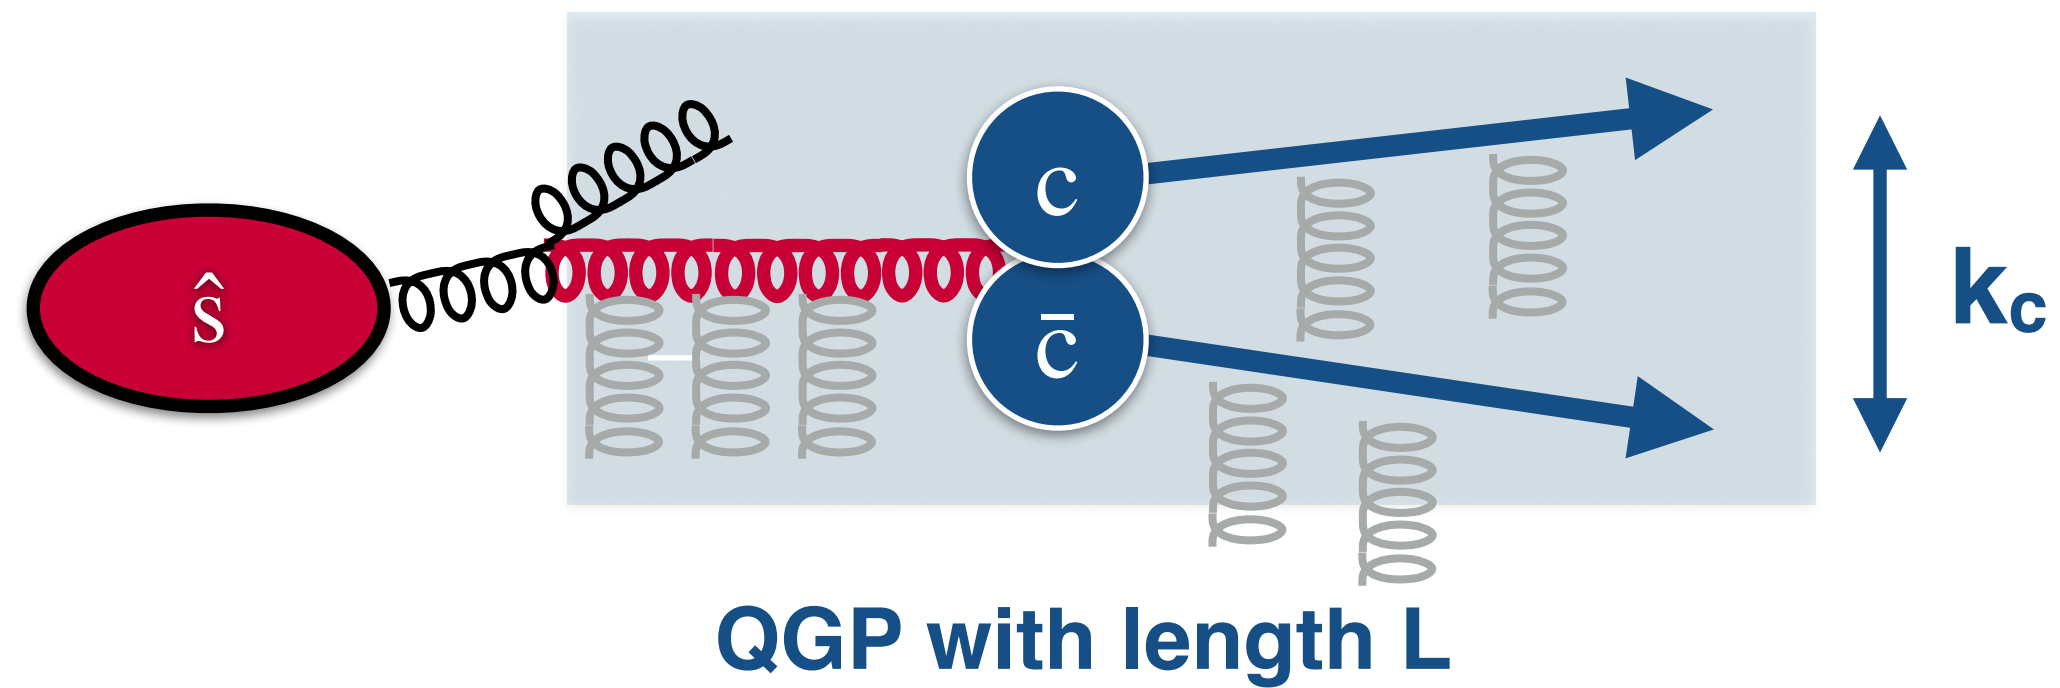 ŝ
c
c̄
k_c
QGP with length L